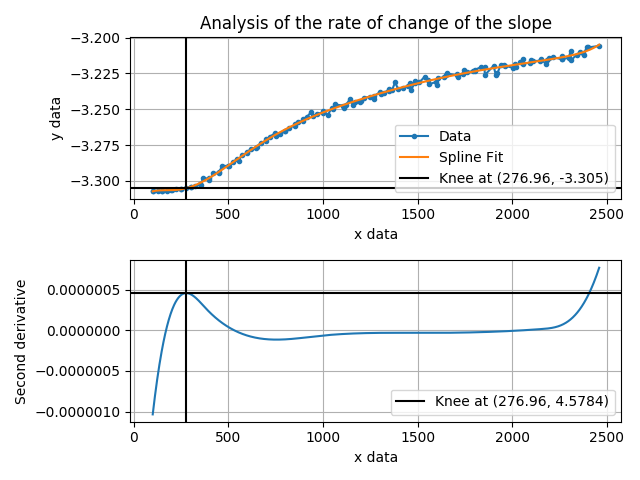 Analysis of the rate of change of the slope
−3.200
−3.225
−3.250
−3.275
−3.300
y data
Data
Spline Fit
Knee at (276.96, -3.305)
0
500
1000
1500
2000
2500
x data
0.0000005
0.0000000
−0.0000005
−0.0000010
Second derivative
Knee at (276.96, 4.5784)
0
500
1000
1500
2000
2500
x data